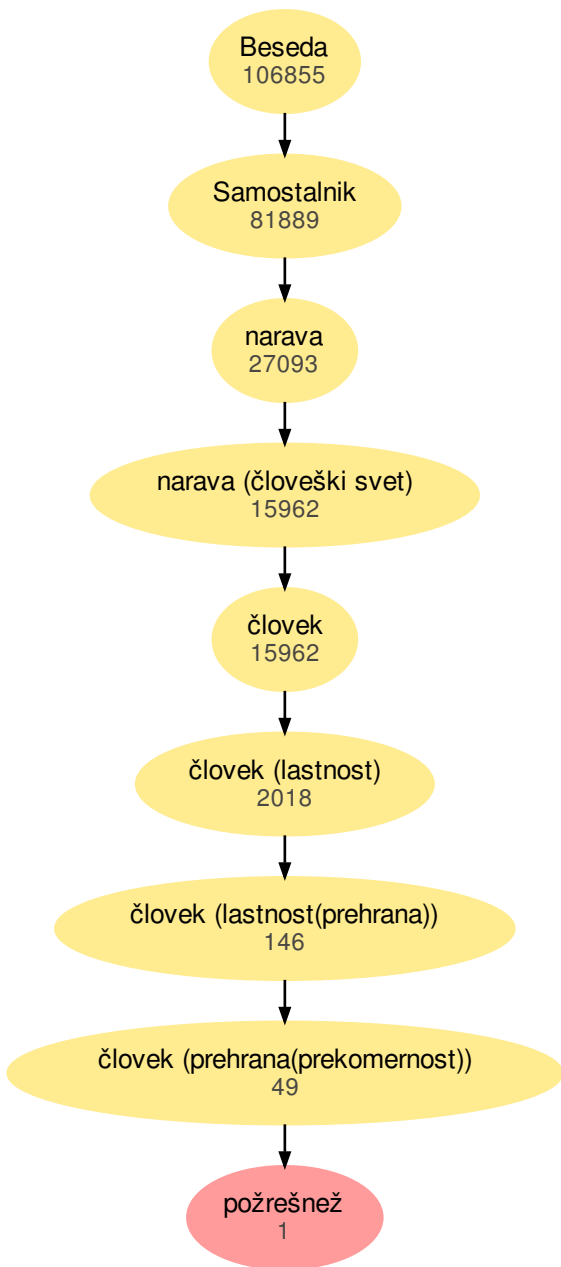 Beseda
106855
Samostalnik
81889
narava
27093
narava (človeški svet)
15962
človek
15962
človek (lastnost)
2018
človek (lastnost(prehrana))
146
človek (prehrana(prekomernost))
49
požrešnež
1